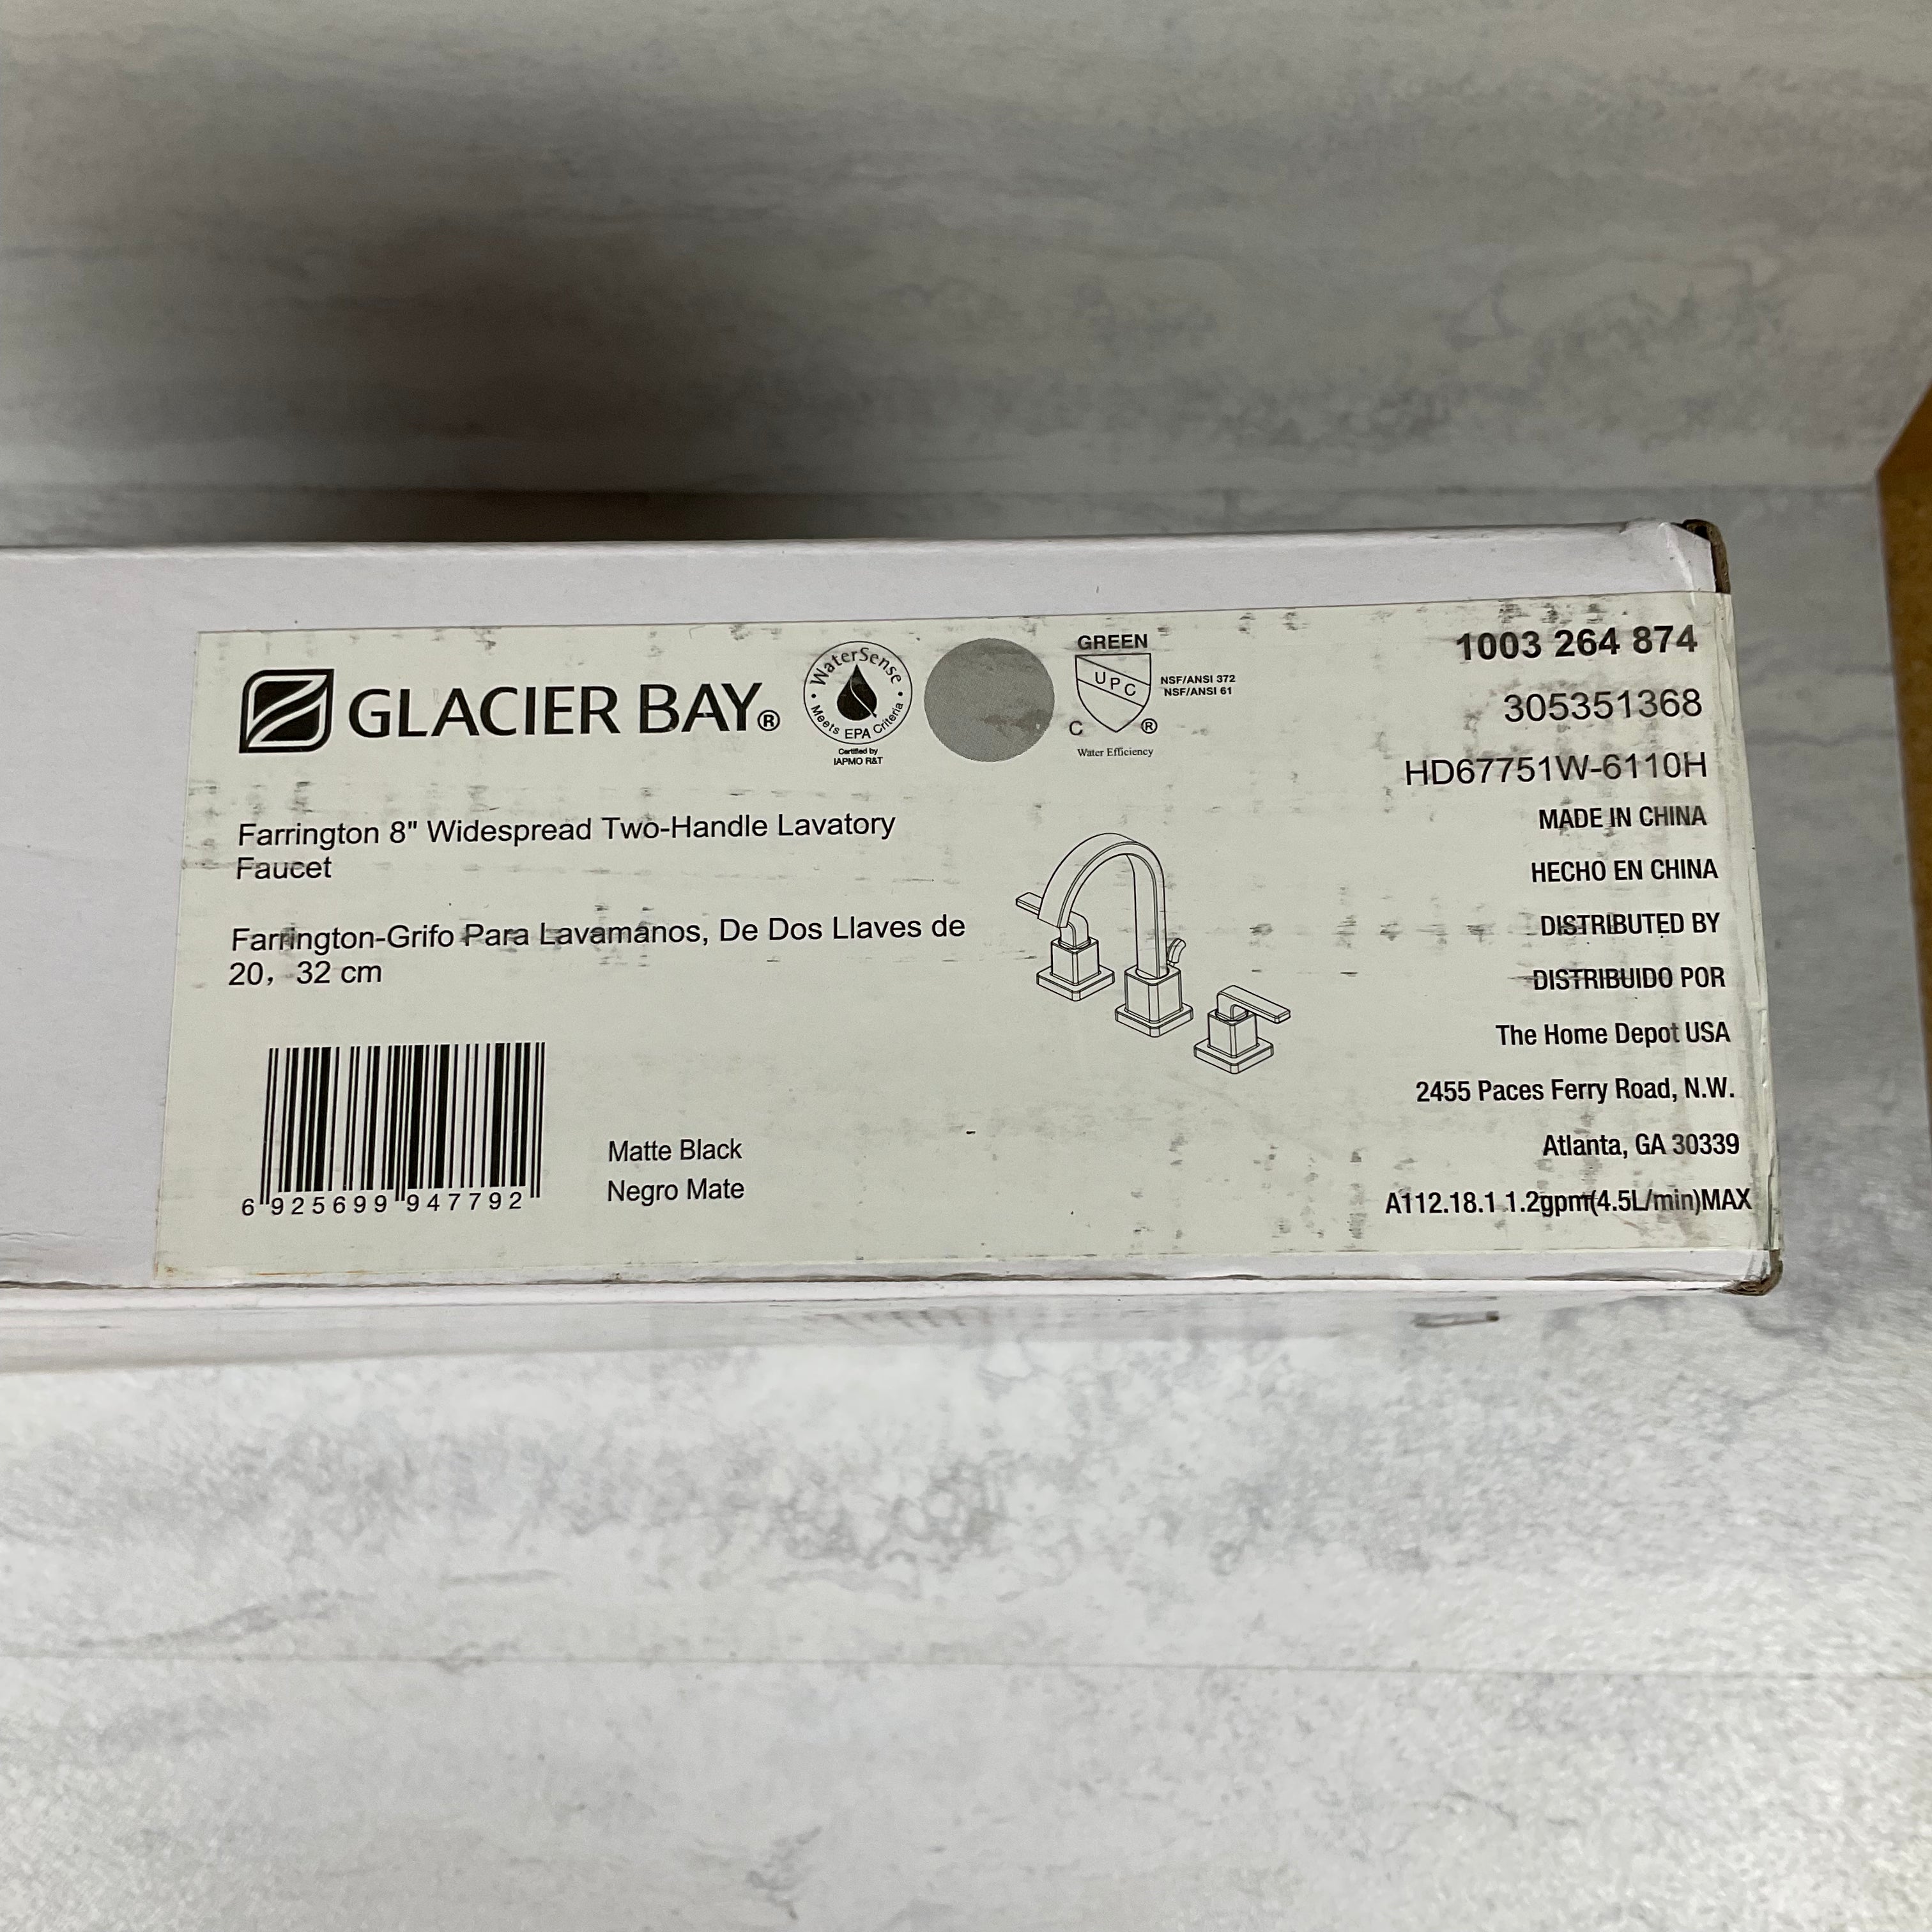 GLACIER BAY®
WaterSense
Meets EPA Criteria
Certified by
IAPMO R&T
GREEN
UPC
C ®
Water Efficiency
NSF/ANSI 372
NSF/ANSI 61
1003 264 874
305351368
HD67751W-6110H
MADE IN CHINA
HECHO EN CHINA
DISTRIBUTED BY
DISTRIBUIDO POR
The Home Depot USA
2455 Paces Ferry Road, N.W.
Atlanta, GA 30339
A112.18.1 1.2gpm(4.5L/min)MAX
Farrington 8" Widespread Two-Handle Lavatory
Faucet
Farrington-Grifo Para Lavamanos, De Dos Llaves de
20, 32 cm
Matte Black
Negro Mate
6 925699 947792